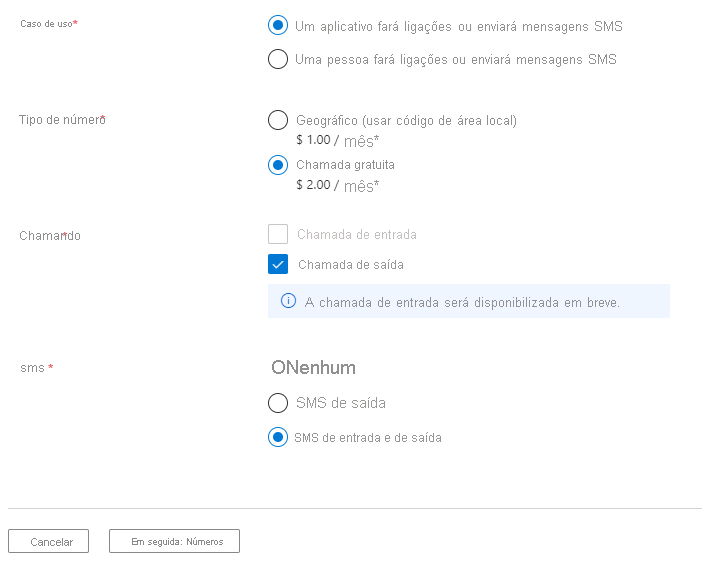 Caso de uso*
Um aplicativo fará ligações ou enviará mensagens SMS
Uma pessoa fará ligações ou enviará mensagens SMS
Tipo de número*
Geográfico (usar código de área local)
$ 1.00 / mês*
Chamada gratuita
$ 2.00 / mês*
Chamando*
Chamada de entrada
Chamada de saída
A chamada de entrada será disponibilizada em breve.
sms *
ONenhum
SMS de saída
SMS de entrada e de saída
Cancelar
Em seguida: Números